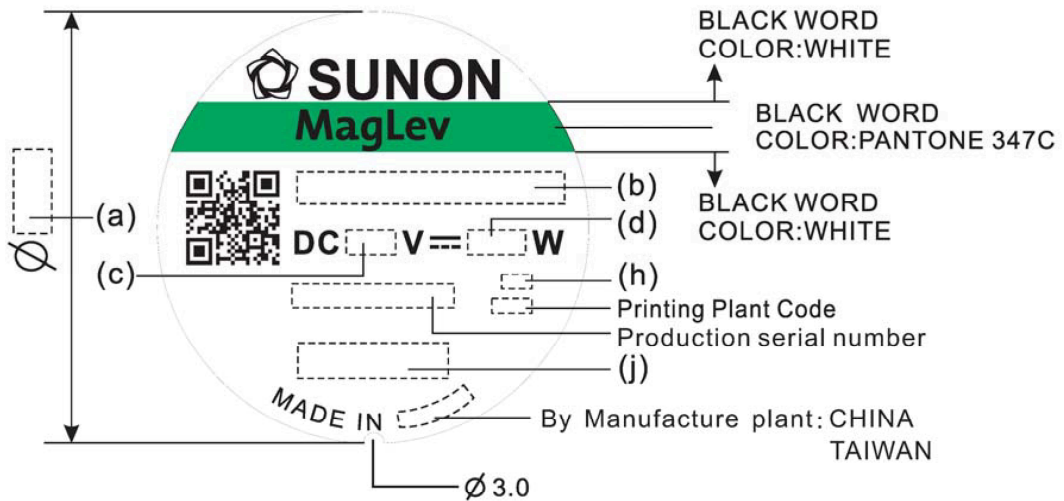 BLACK WORD
COLOR:WHITE
SUNON
MagLev
BLACK WORD
COLOR:PANTONE 347C
(b)
BLACK WORD
COLOR:WHITE
(a)
(d)
DC V⎓ W
Ø
(c)
(h)
Printing Plant Code
Production serial number
(j)
MADE IN
By Manufacture plant: CHINA
TAIWAN
Ø 3.0